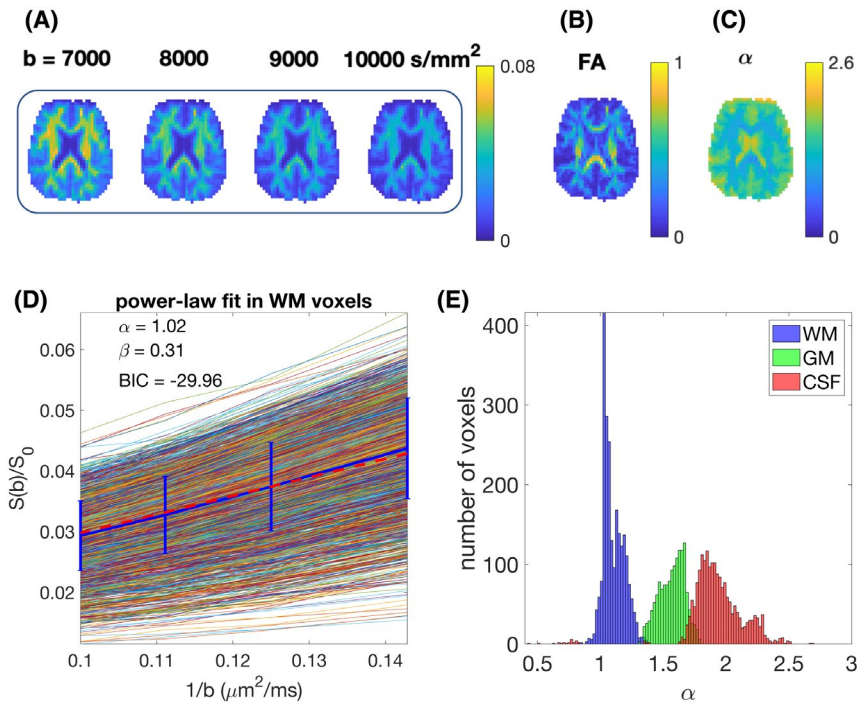 (A)
b = 7000 8000 9000 10000 s/mm²
0.08
0
(B)
FA
1
0
(C)
α
2.6
0
(D)
power-law fit in WM voxels
α = 1.02
β = 0.31
BIC = -29.96
0.06
0.05
0.04
0.03
0.02
S(b)/S₀
0.1 0.11 0.12 0.13 0.14
1/b (μm²/ms)
(E)
WM
GM
CSF
400
300
200
100
0
number of voxels
0.5 1 1.5 2 2.5 3
α